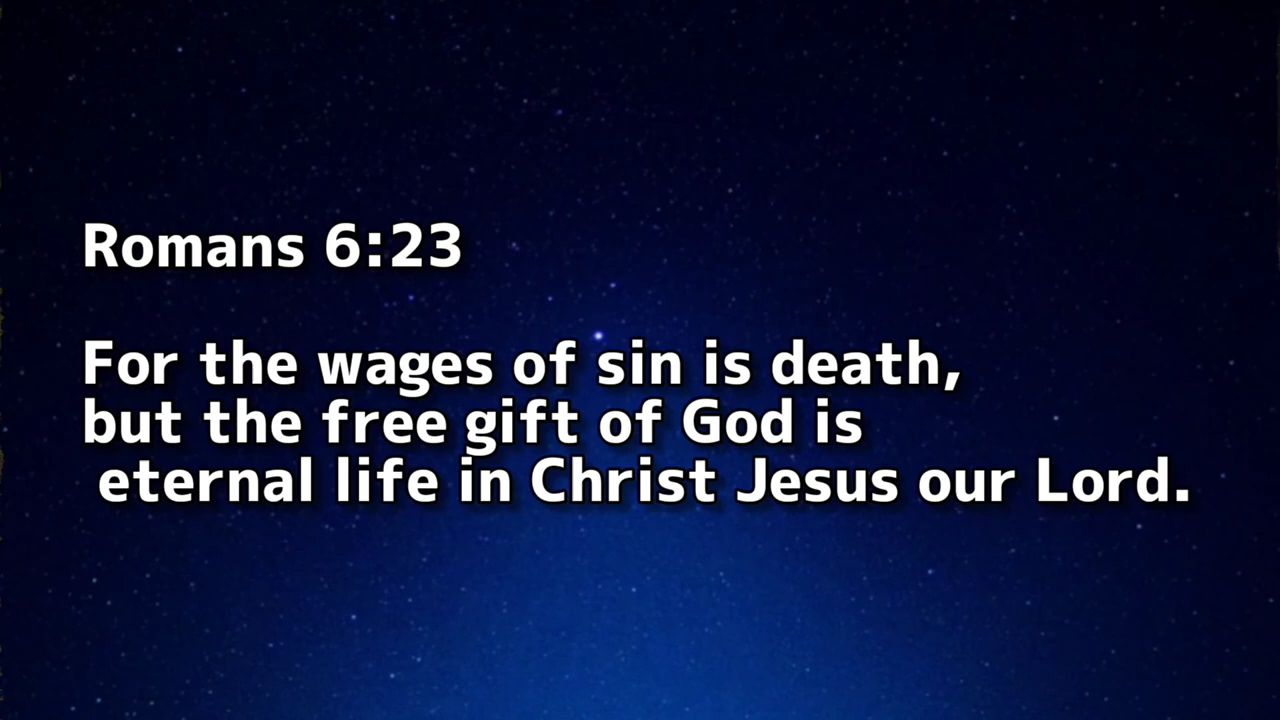 Romans 6:23
For the wages of sin is death,
but the free gift of God is
eternal life in Christ Jesus our Lord.